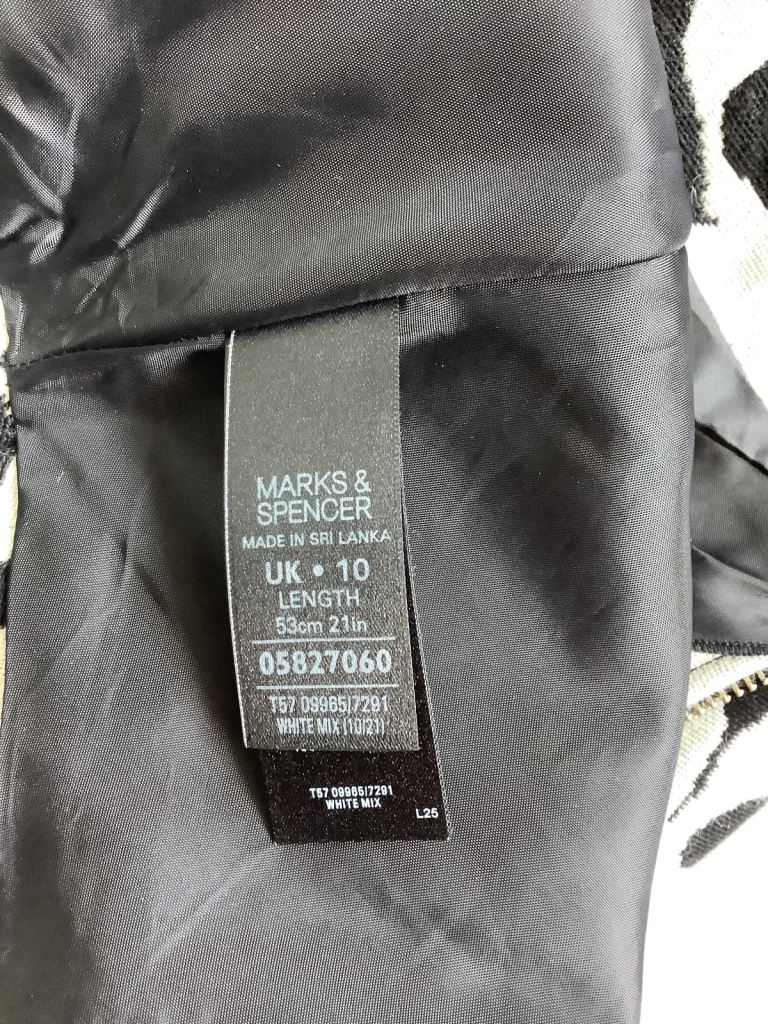 MARKS &
SPENCER
MADE IN SRI LANKA
UK • 10
LENGTH
53cm 21in
05827060
T57 09965/7291
WHITE MIX (10/21)
T57 09965/7291
WHITE MIX
L25